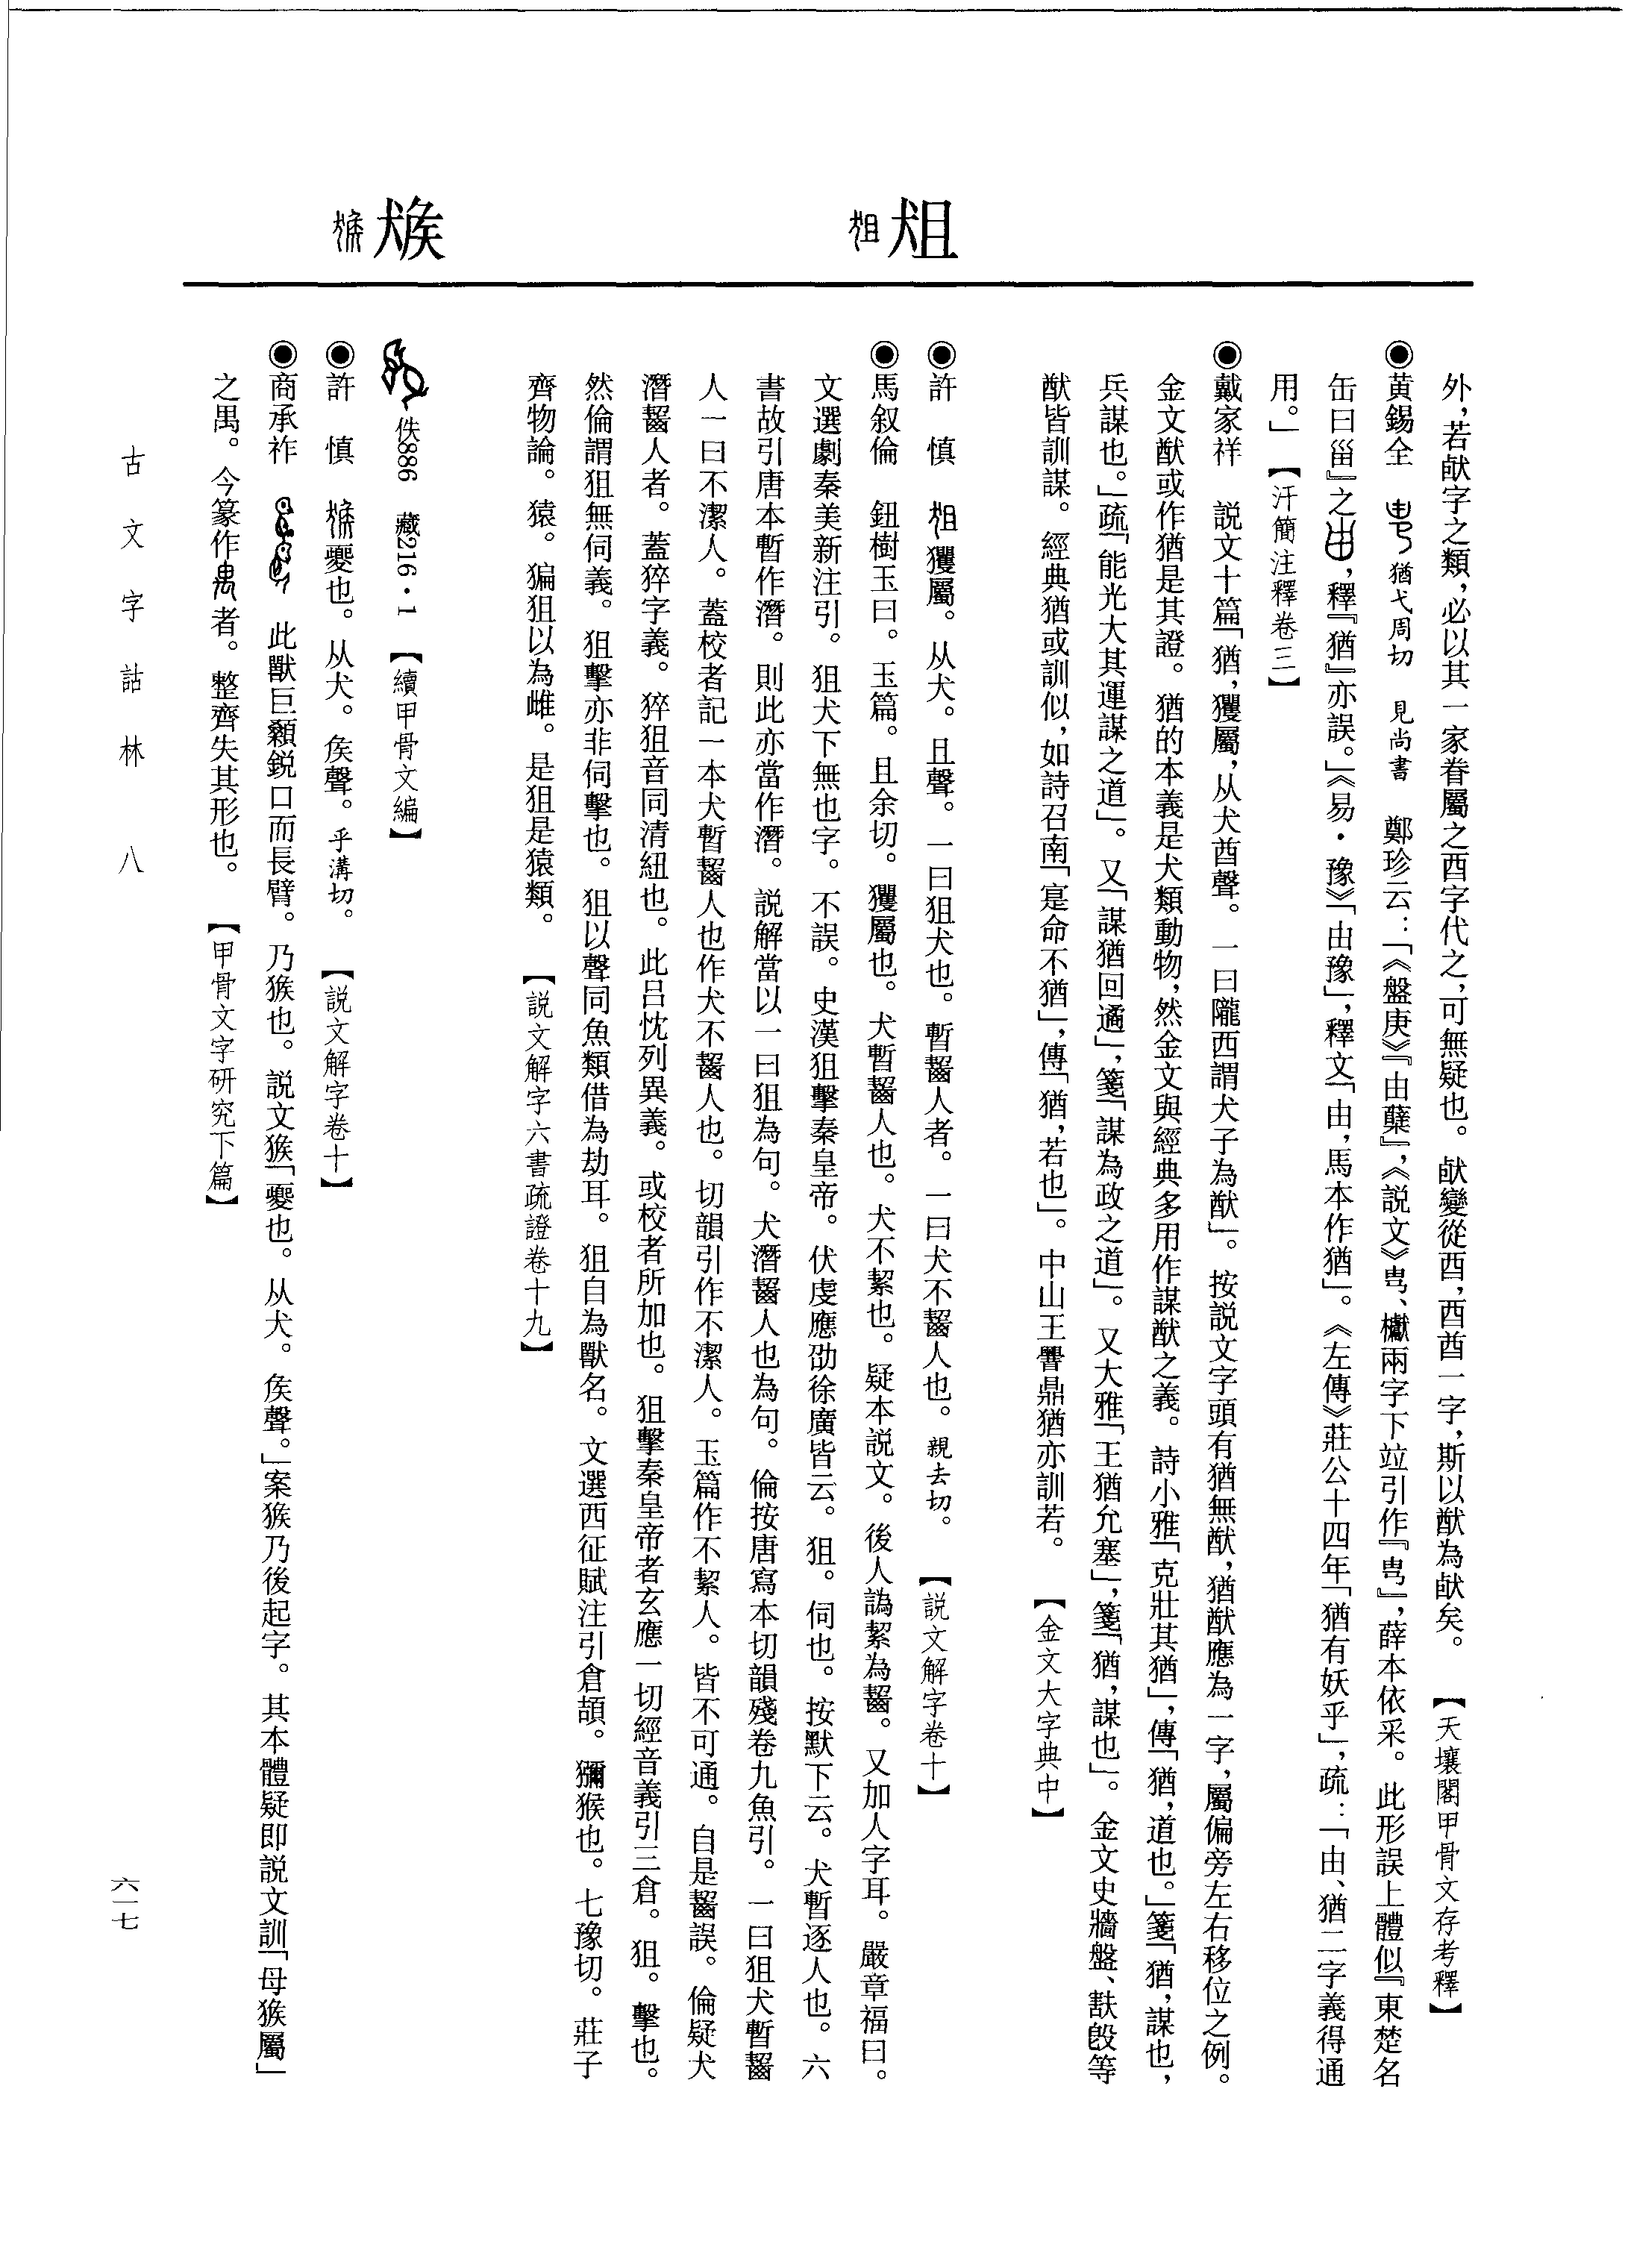 狙
猴
外，若猷字之類，必以其一家眷屬之酉字代之，可無疑也。猷變從酉，酉酋一字，斯以猷為猷矣。【天壤閣甲骨文存考釋】
◉黄錫全　猶弋周切　見尚書　鄭珍云：「《盤庚》『由蘖』，《説文》甹、㰹兩字下竝引作『甹』，薛本依采。此形誤上體似『東楚名
缶曰甾』之，釋『猶』亦誤。」《易·豫》「由豫」，釋文「由，馬本作猶」。《左傳》莊公十四年「猶有妖乎」，疏：「由、猶二字義得通
用。」【汗簡注釋卷三】
◉戴家祥　説文十篇「猶，玃屬，从犬酋聲。一曰隴西謂犬子為猷」。按説文字頭有猶無猷，猶猷應為一字，屬偏旁左右移位之例。
金文猷或作猶是其證。猶的本義是犬類動物，然金文與經典多用作謀猷之義。詩小雅「克壯其猶」，傳「猶，道也。」箋「猶，謀也，
兵謀也。」疏「能光大其運謀之道」。又「謀猶回遹」，箋「謀為政之道」。又大雅「王猶允塞」，箋「猶，謀也」。金文史牆盤、㝬殷等
猷皆訓謀。經典猶或訓似，如詩召南「寔命不猶」，傳「猶，若也」。中山王譽鼎猶亦訓若。【金文大字典中】
◉許　慎　玃屬。从犬。且聲。一曰狙犬也。暫齧人者。一曰犬不齧人也。親去切。【説文解字卷十】
◉馬叙倫　鈕樹玉曰。玉篇。且余切。玃屬也。犬暫齧人也。犬不絜也。疑本説文。後人譌絜為齧。又加人字耳。嚴章福曰。
文選劇秦美新注引。狙犬下無也字。不誤。史漢狙擊秦皇帝。伏虔應劭徐廣皆云。狙。伺也。按默下云。犬暫逐人也。六
書故引唐本暫作潛。則此亦當作潛。説解當以一曰狙為句。犬潛齧人也為句。倫按唐寫本切韻殘卷九魚引。一曰狙犬暫齧
人一曰不潔人。蓋校者記一本犬暫齧人也作犬不齧人也。切韻引作不潔人。玉篇作不絜人。皆不可通。自是齧誤。倫疑犬
潛齧人者。蓋猝字義。猝狙音同清紐也。此吕忱列異義。或校者所加也。狙擊秦皇帝者玄應一切經音義引三倉。狙。擊也。
然倫謂狙無伺義。狙擊亦非伺擊也。狙以聲同魚類借為劫耳。狙自為獸名。文選西征賦注引倉頡。獼猴也。七豫切。莊子
齊物論。猿。猵狙以為雌。是狙是猿類。【説文解字六書疏證卷十九】
佚886　藏216·1【續甲骨文編】
◉許　慎　夒也。从犬。矦聲。乎溝切。【説文解字卷十】
◉商承祚　此獸巨顙鋭口而長臂。乃猴也。説文猴「夒也。从犬。矦聲。」案猴乃後起字。其本體疑即説文訓「母猴屬」
之禺。今篆作者。整齊失其形也。【甲骨文字研究下篇】
古文字詁林　八
六一七